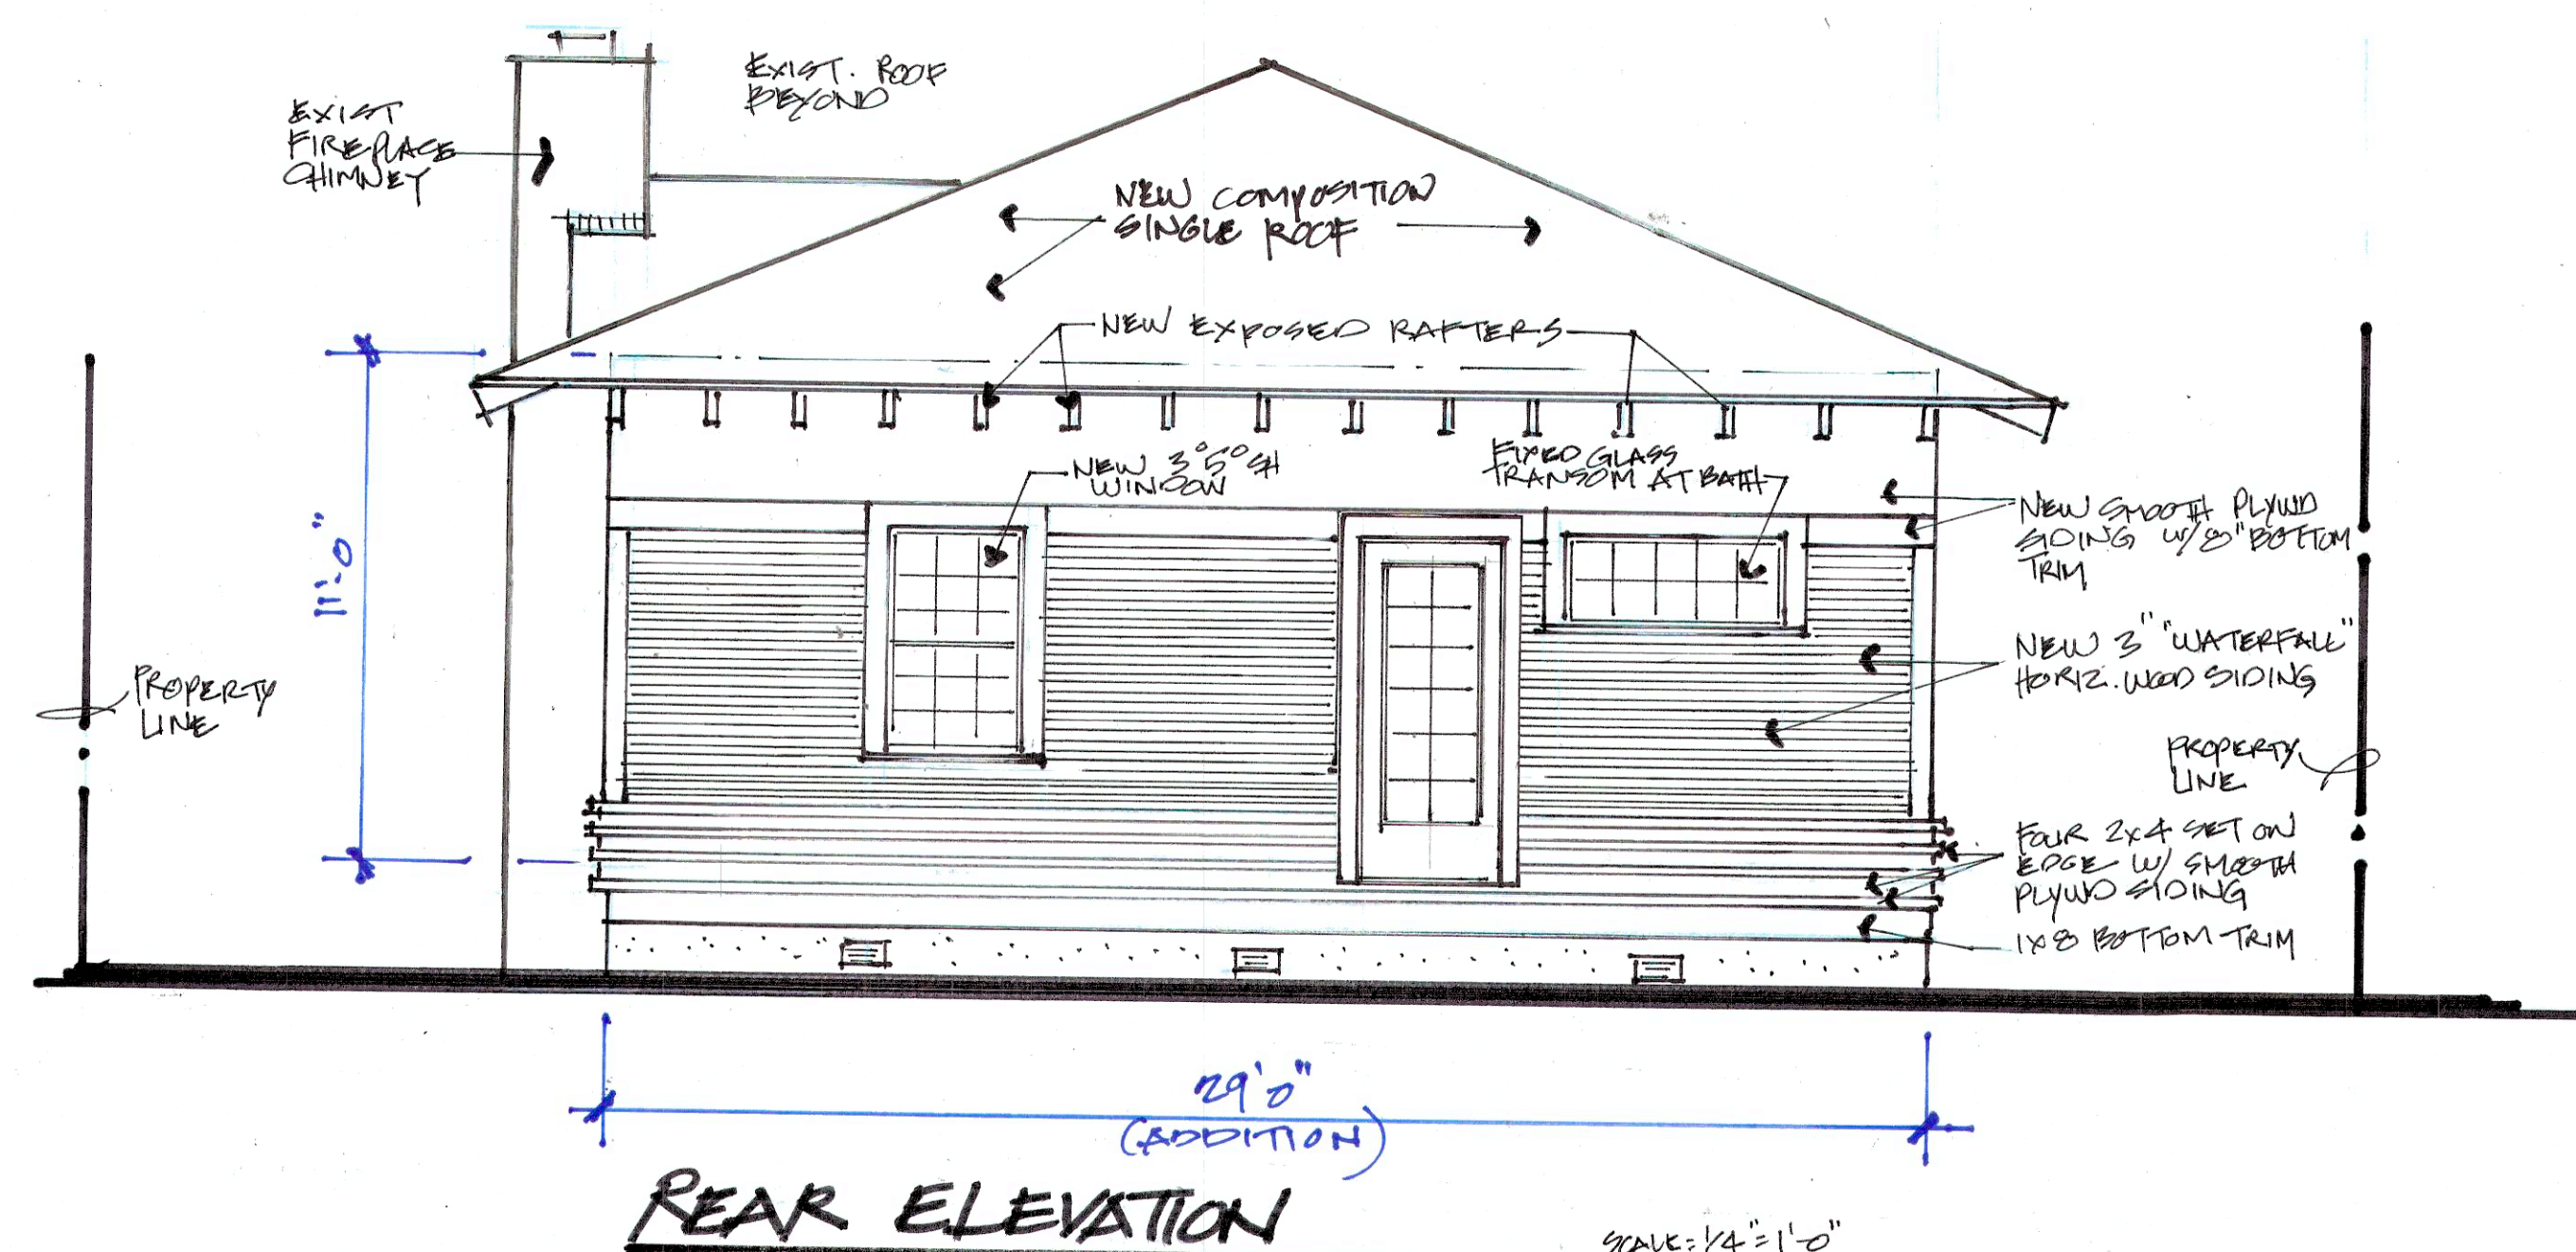 EXIST. ROOF
BEYOND
EXIST
FIREPLACE
CHIMNEY
NEW COMPOSITION
SINGLE ROOF
NEW EXPOSED RAFTERS
NEW 3°5° SH
WINDOW
FIXED GLASS
TRANSOM AT BATH
NEW SMOOTH PLYWD
SIDING W/8" BOTTOM
TRIM
11'-0"
NEW 3" "WATERFALL"
HORIZ. WOOD SIDING
PROPERTY
LINE
PROPERTY
LINE
FOUR 2x4 SET ON
EDGE W/ SMOOTH
PLYWD SIDING
1x8 BOTTOM TRIM
29'-0"
(ADDITION)
REAR ELEVATION
SCALE: 1/4" = 1'-0"